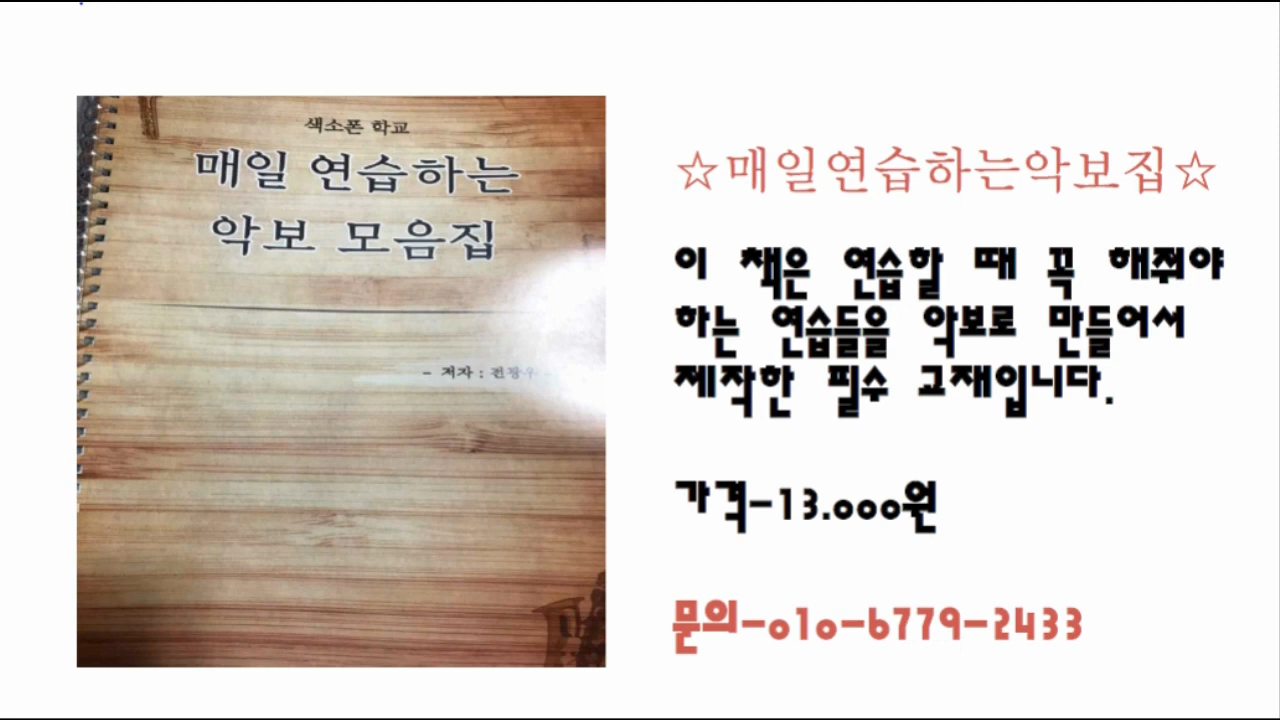 색소폰 학교
매일 연습하는
악보 모음집
- 저자 : 전광우 -
☆매일연습하는악보집☆
이 책은 연습할 때 꼭 해줘야
하는 연습들을 악보로 만들어서
제작한 필수 교재입니다.
가격-13.000원
문의-010-6779-2433